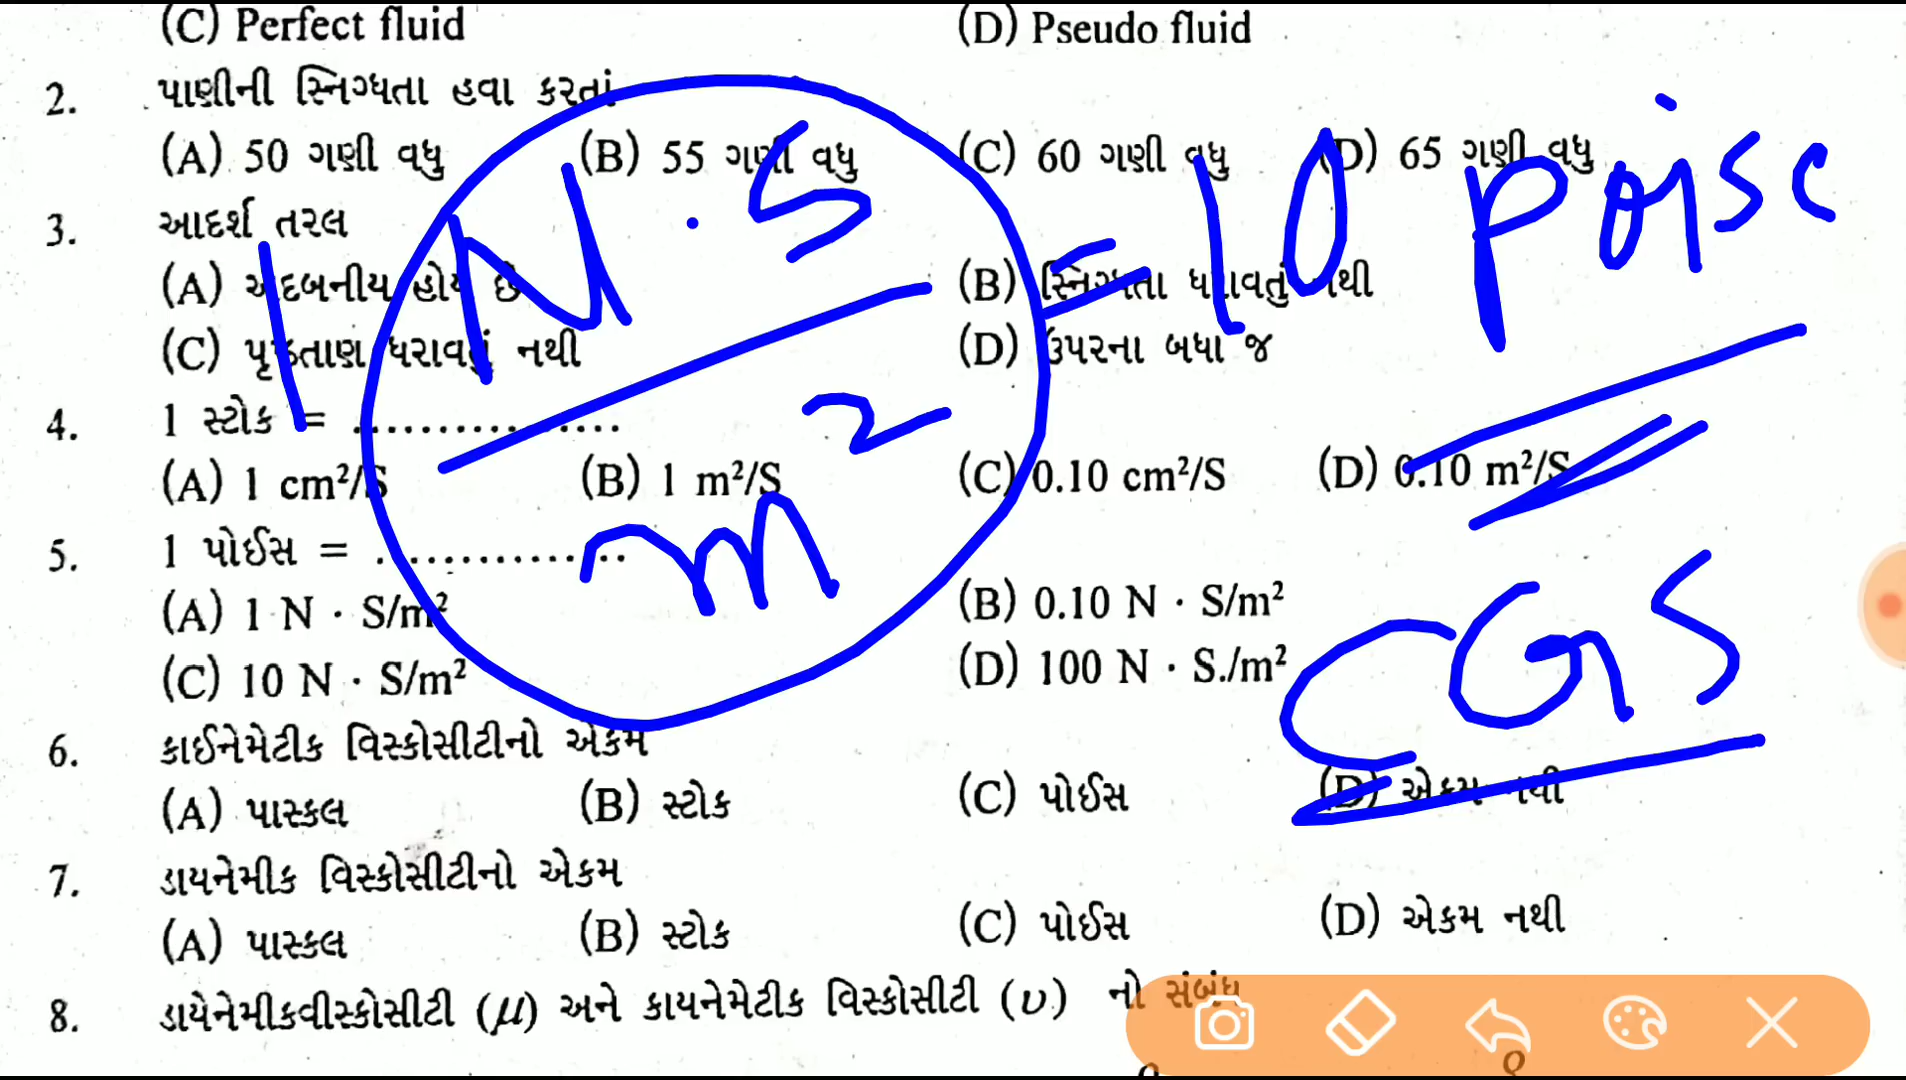 (C) Perfect fluid (D) Pseudo fluid
2. પાણીની સ્નિગ્ધતા હવા કરતાં
(A) 50 ગણી વધુ (B) 55 ગણી વધુ (C) 60 ગણી વધુ (D) 65 ગણી વધુ
3. આદર્શ તરલ
(A) અદબનીય હોય છે (B) સ્નિગ્ધતા ધરાવતું નથી
(C) પૃષ્ઠતાણ ધરાવતું નથી (D) ઉપરના બધા જ
4. 1 સ્ટોક = ..................
(A) 1 cm²/S (B) 1 m²/S (C) 0.10 cm²/S (D) 0.10 m²/S
5. 1 પોઈસ = .................
(A) 1 N · S/m² (B) 0.10 N · S/m²
(C) 10 N · S/m² (D) 100 N · S./m²
6. કાઈનેમેટીક વિસ્કોસીટીનો એકમ
(A) પાસ્કલ (B) સ્ટોક (C) પોઈસ (D) એકમ નથી
7. ડાયનેમીક વિસ્કોસીટીનો એકમ
(A) પાસ્કલ (B) સ્ટોક (C) પોઈસ (D) એકમ નથી
8. ડાયેનેમીકવીસ્કોસીટી (μ) અને કાયનેમેટીક વિસ્કોસીટી (υ) નો સંબંધ
1 N·S
m²
= 10 poise
CGS